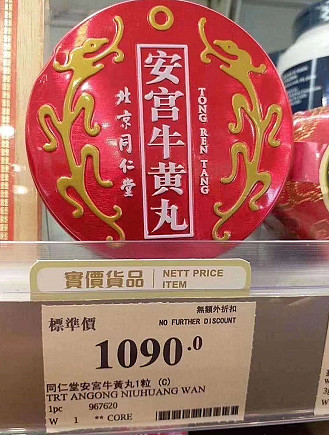 安宮牛黄丸
北京同仁堂
TONG REN TANG
實價貨品 NETT PRICE ITEM
無額外折扣
標準價 NO FURTHER DISCOUNT
1090.0
同仁堂安宮牛黃丸1粒 (C)
TRT ANGONG NIUHUANG WAN
1pc 967620
W 1 ** CORE